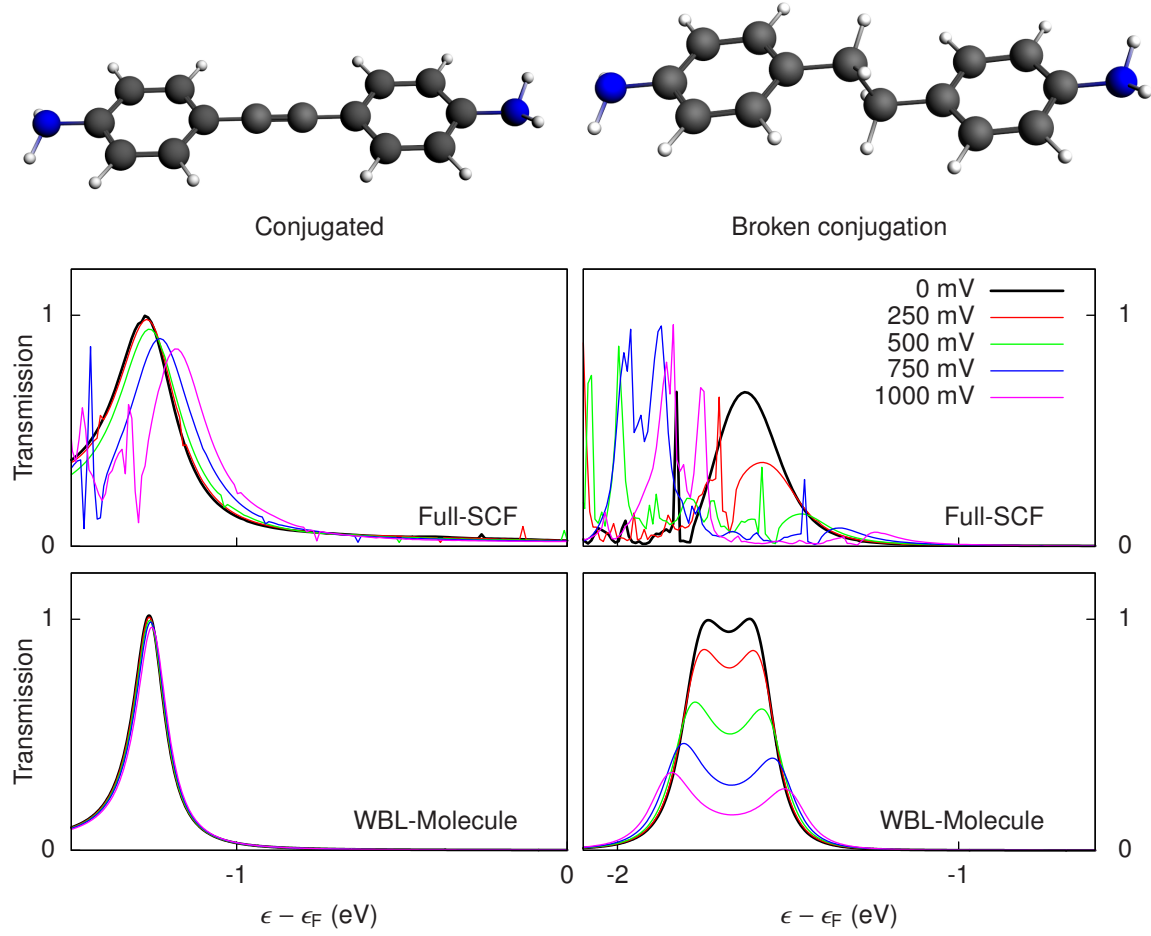 Conjugated
Broken conjugation
Transmission
1
0
Full-SCF
0 mV
250 mV
500 mV
750 mV
1000 mV
Full-SCF
1
0
Transmission
1
0
WBL-Molecule
WBL-Molecule
1
0
-1
0
-2
-1
ϵ − ϵF (eV)
ϵ − ϵF (eV)